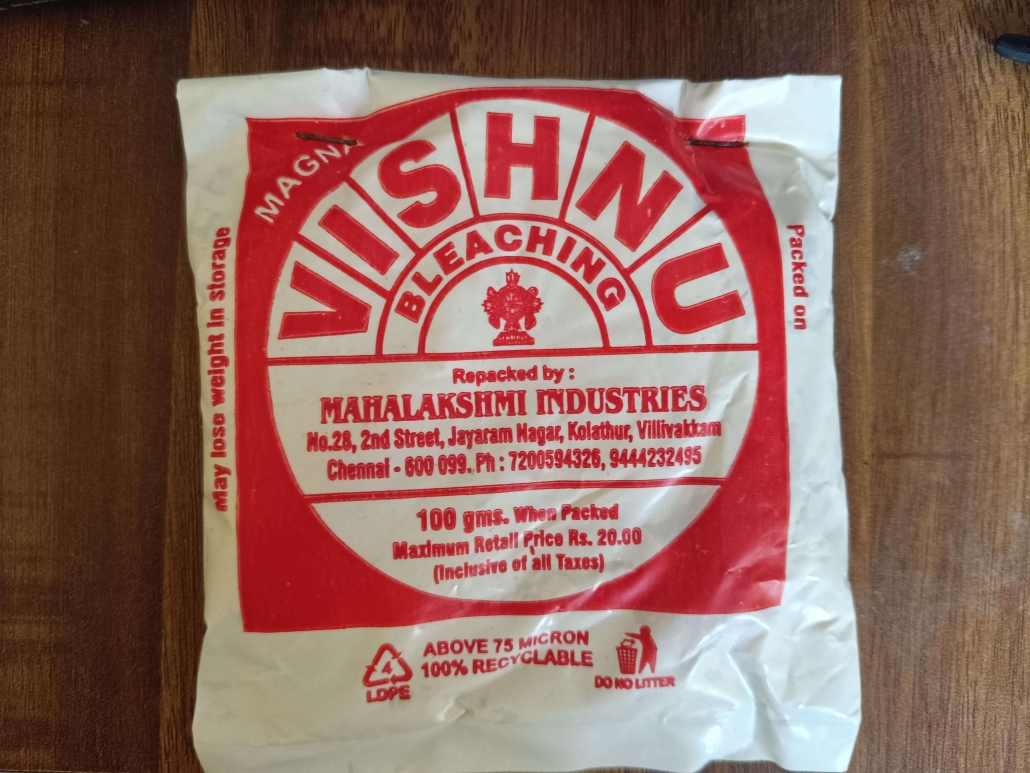 MAGNA
VISHNU
BLEACHING
May lose weight in storage
Packed on
Repacked by :
MAHALAKSHMI INDUSTRIES
No.28, 2nd Street, Jayaram Nagar, Kolathur, Villivakkam
Chennai - 600 099. Ph : 7200594326, 9444232495
100 gms. When Packed
Maximum Retail Price Rs. 20.00
(Inclusive of all Taxes)
4
LDPE
ABOVE 75 MICRON
100% RECYCLABLE
DO NO LITTER